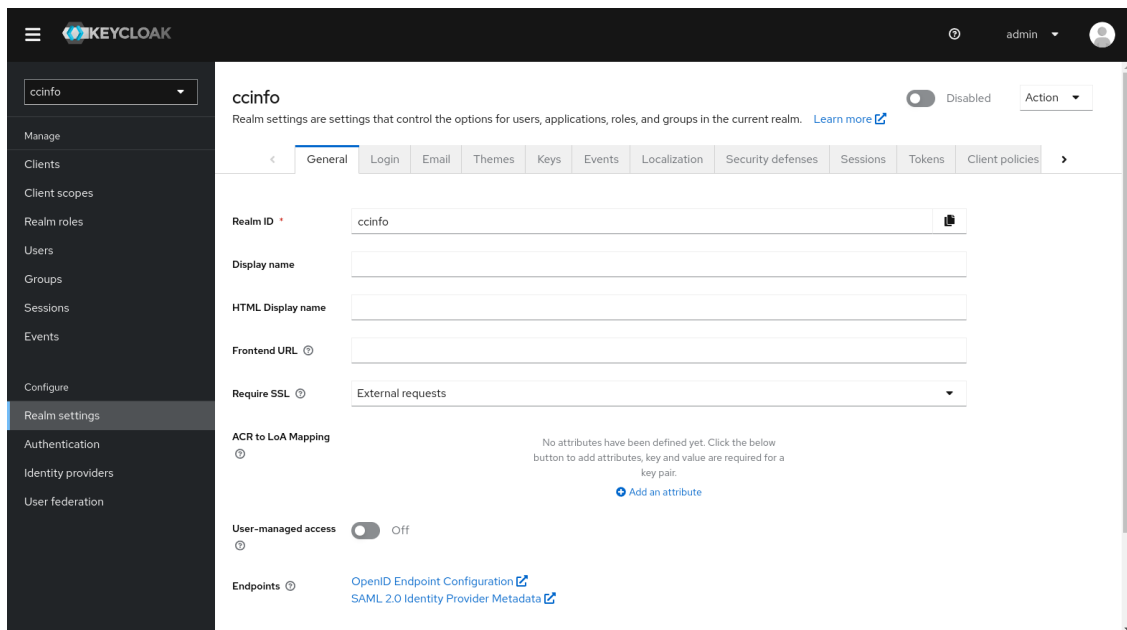 KEYCLOAK
admin
ccinfo
Manage
Clients
Client scopes
Realm roles
Users
Groups
Sessions
Events
Configure
Realm settings
Authentication
Identity providers
User federation
ccinfo
Disabled
Action
Realm settings are settings that control the options for users, applications, roles, and groups in the current realm. Learn more
General Login Email Themes Keys Events Localization Security defenses Sessions Tokens Client policies
Realm ID * ccinfo
Display name
HTML Display name
Frontend URL
Require SSL External requests
ACR to LoA Mapping
No attributes have been defined yet. Click the below
button to add attributes, key and value are required for a
key pair.
Add an attribute
User-managed access Off
Endpoints OpenID Endpoint Configuration
SAML 2.0 Identity Provider Metadata